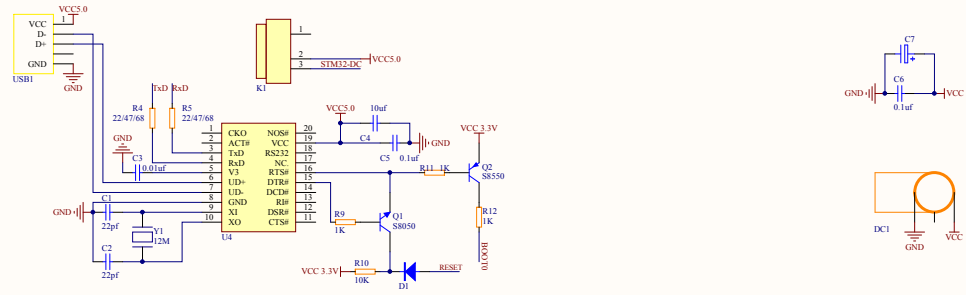 VCC5.0
VCC
1
D-
D+
GND
USB1
GND
1
2
3
VCC5.0
STM32-DC
K1
TxD
RxD
R4
22/47/68
R5
22/47/68
GND
C3
0.01uf
1 CKO NOS# 20
2 ACT# VCC 19
3 TxD RS232 18
4 RxD NC. 17
5 V3 RTS# 16
6 UD+ DTR# 15
7 UD- DCD# 14
8 GND RI# 13
9 XI DSR# 12
10 XO CTS# 11
U4
GND
C1
22pf
Y1
12M
C2
22pf
VCC5.0
10uf
C4
C5
0.1uf
GND
VCC 3.3V
R11 1K
Q2
S8550
R12
1K
BOOT0
R9
1K
Q1
S8050
VCC 3.3V
R10
10K
D1
RESET
C7
+
C6
0.1uf
GND
VCC
DC1
GND
VCC